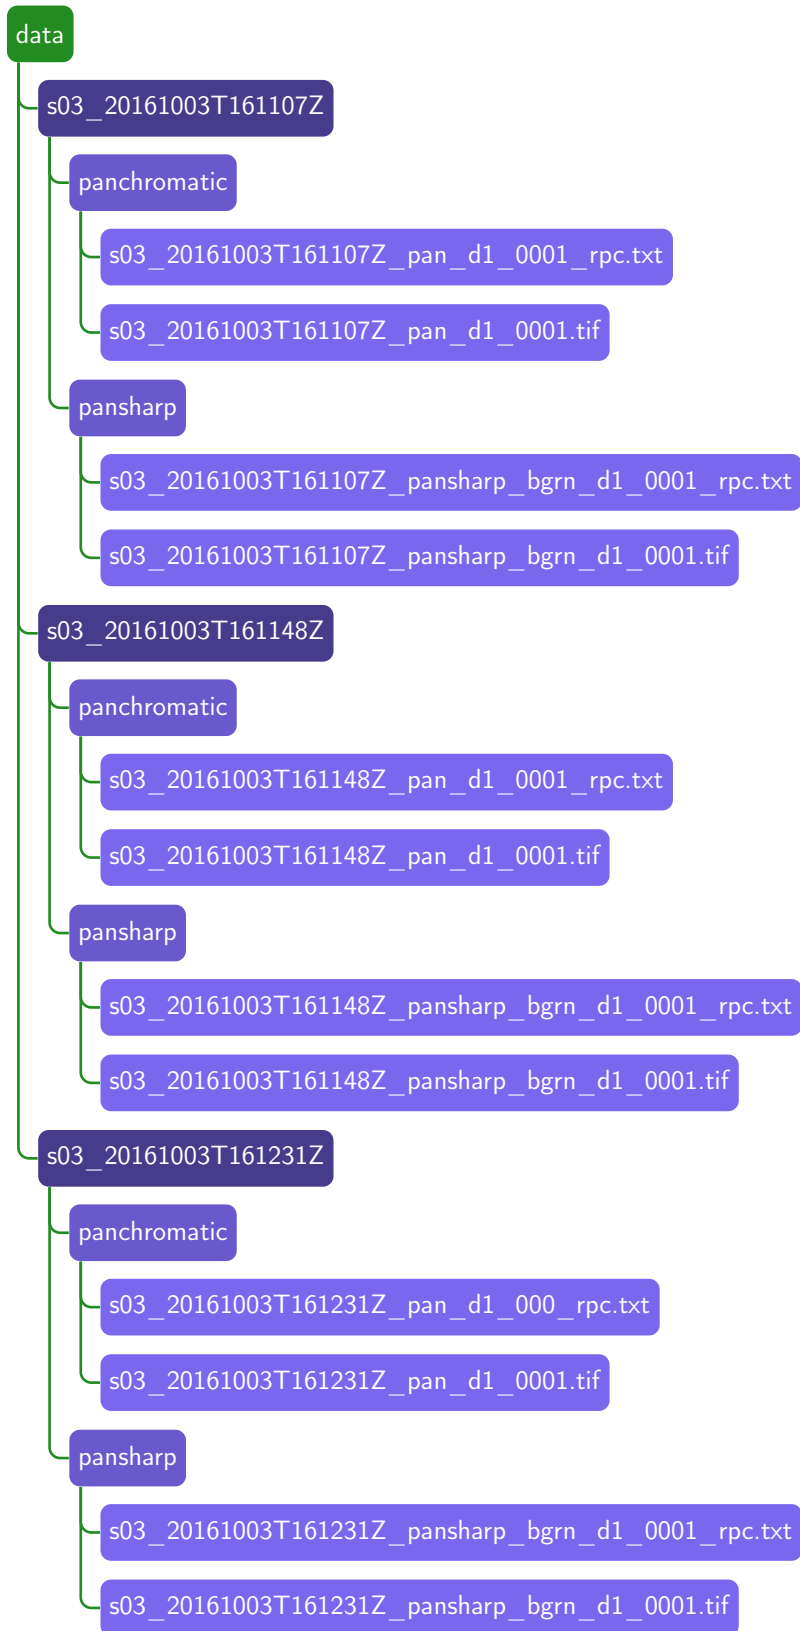 data
s03_20161003T161107Z
panchromatic
s03_20161003T161107Z_pan_d1_0001_rpc.txt
s03_20161003T161107Z_pan_d1_0001.tif
pansharp
s03_20161003T161107Z_pansharp_bgrn_d1_0001_rpc.txt
s03_20161003T161107Z_pansharp_bgrn_d1_0001.tif
s03_20161003T161148Z
panchromatic
s03_20161003T161148Z_pan_d1_0001_rpc.txt
s03_20161003T161148Z_pan_d1_0001.tif
pansharp
s03_20161003T161148Z_pansharp_bgrn_d1_0001_rpc.txt
s03_20161003T161148Z_pansharp_bgrn_d1_0001.tif
s03_20161003T161231Z
panchromatic
s03_20161003T161231Z_pan_d1_000_rpc.txt
s03_20161003T161231Z_pan_d1_0001.tif
pansharp
s03_20161003T161231Z_pansharp_bgrn_d1_0001_rpc.txt
s03_20161003T161231Z_pansharp_bgrn_d1_0001.tif